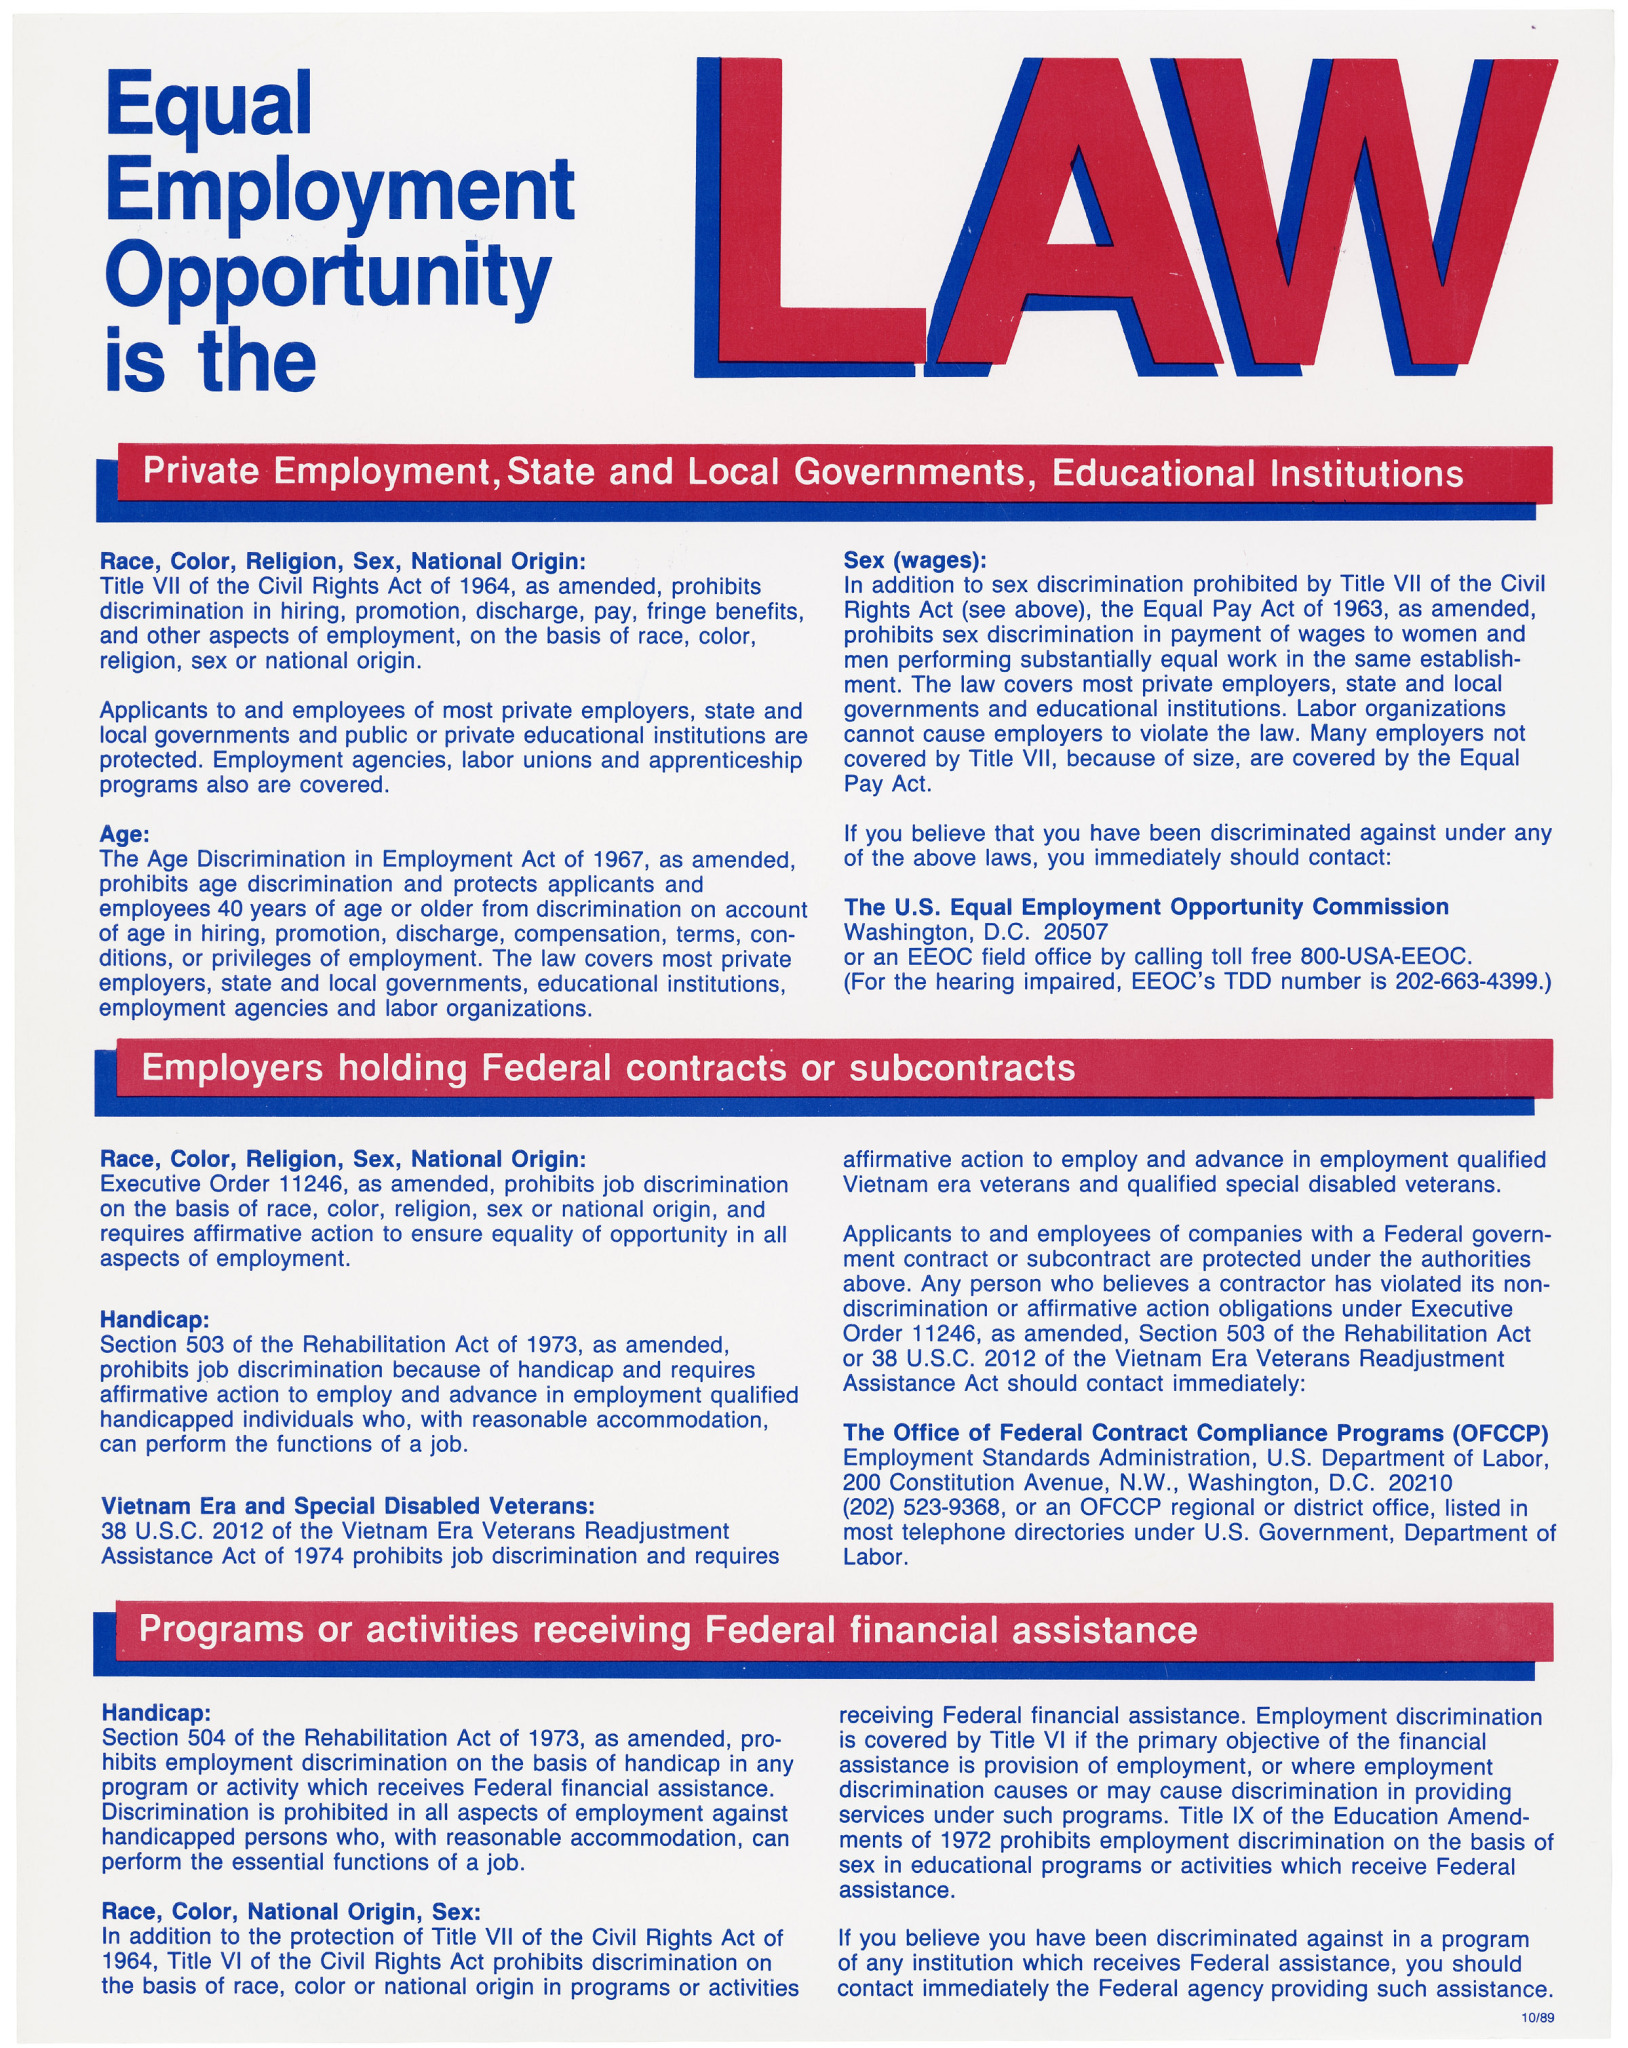 Equal
Employment
Opportunity
is the
LAW
Private Employment, State and Local Governments, Educational Institutions
Race, Color, Religion, Sex, National Origin:
Title VII of the Civil Rights Act of 1964, as amended, prohibits
discrimination in hiring, promotion, discharge, pay, fringe benefits,
and other aspects of employment, on the basis of race, color,
religion, sex or national origin.
Applicants to and employees of most private employers, state and
local governments and public or private educational institutions are
protected. Employment agencies, labor unions and apprenticeship
programs also are covered.
Age:
The Age Discrimination in Employment Act of 1967, as amended,
prohibits age discrimination and protects applicants and
employees 40 years of age or older from discrimination on account
of age in hiring, promotion, discharge, compensation, terms, con-
ditions, or privileges of employment. The law covers most private
employers, state and local governments, educational institutions,
employment agencies and labor organizations.
Sex (wages):
In addition to sex discrimination prohibited by Title VII of the Civil
Rights Act (see above), the Equal Pay Act of 1963, as amended,
prohibits sex discrimination in payment of wages to women and
men performing substantially equal work in the same establish-
ment. The law covers most private employers, state and local
governments and educational institutions. Labor organizations
cannot cause employers to violate the law. Many employers not
covered by Title VII, because of size, are covered by the Equal
Pay Act.
If you believe that you have been discriminated against under any
of the above laws, you immediately should contact:
The U.S. Equal Employment Opportunity Commission
Washington, D.C. 20507
or an EEOC field office by calling toll free 800-USA-EEOC.
(For the hearing impaired, EEOC's TDD number is 202-663-4399.)
Employers holding Federal contracts or subcontracts
Race, Color, Religion, Sex, National Origin:
Executive Order 11246, as amended, prohibits job discrimination
on the basis of race, color, religion, sex or national origin, and
requires affirmative action to ensure equality of opportunity in all
aspects of employment.
Handicap:
Section 503 of the Rehabilitation Act of 1973, as amended,
prohibits job discrimination because of handicap and requires
affirmative action to employ and advance in employment qualified
handicapped individuals who, with reasonable accommodation,
can perform the functions of a job.
Vietnam Era and Special Disabled Veterans:
38 U.S.C. 2012 of the Vietnam Era Veterans Readjustment
Assistance Act of 1974 prohibits job discrimination and requires
affirmative action to employ and advance in employment qualified
Vietnam era veterans and qualified special disabled veterans.
Applicants to and employees of companies with a Federal govern-
ment contract or subcontract are protected under the authorities
above. Any person who believes a contractor has violated its non-
discrimination or affirmative action obligations under Executive
Order 11246, as amended, Section 503 of the Rehabilitation Act
or 38 U.S.C. 2012 of the Vietnam Era Veterans Readjustment
Assistance Act should contact immediately:
The Office of Federal Contract Compliance Programs (OFCCP)
Employment Standards Administration, U.S. Department of Labor,
200 Constitution Avenue, N.W., Washington, D.C. 20210
(202) 523-9368, or an OFCCP regional or district office, listed in
most telephone directories under U.S. Government, Department of
Labor.
Programs or activities receiving Federal financial assistance
Handicap:
Section 504 of the Rehabilitation Act of 1973, as amended, pro-
hibits employment discrimination on the basis of handicap in any
program or activity which receives Federal financial assistance.
Discrimination is prohibited in all aspects of employment against
handicapped persons who, with reasonable accommodation, can
perform the essential functions of a job.
Race, Color, National Origin, Sex:
In addition to the protection of Title VII of the Civil Rights Act of
1964, Title VI of the Civil Rights Act prohibits discrimination on
the basis of race, color or national origin in programs or activities
receiving Federal financial assistance. Employment discrimination
is covered by Title VI if the primary objective of the financial
assistance is provision of employment, or where employment
discrimination causes or may cause discrimination in providing
services under such programs. Title IX of the Education Amend-
ments of 1972 prohibits employment discrimination on the basis of
sex in educational programs or activities which receive Federal
assistance.
If you believe you have been discriminated against in a program
of any institution which receives Federal assistance, you should
contact immediately the Federal agency providing such assistance.
10/89